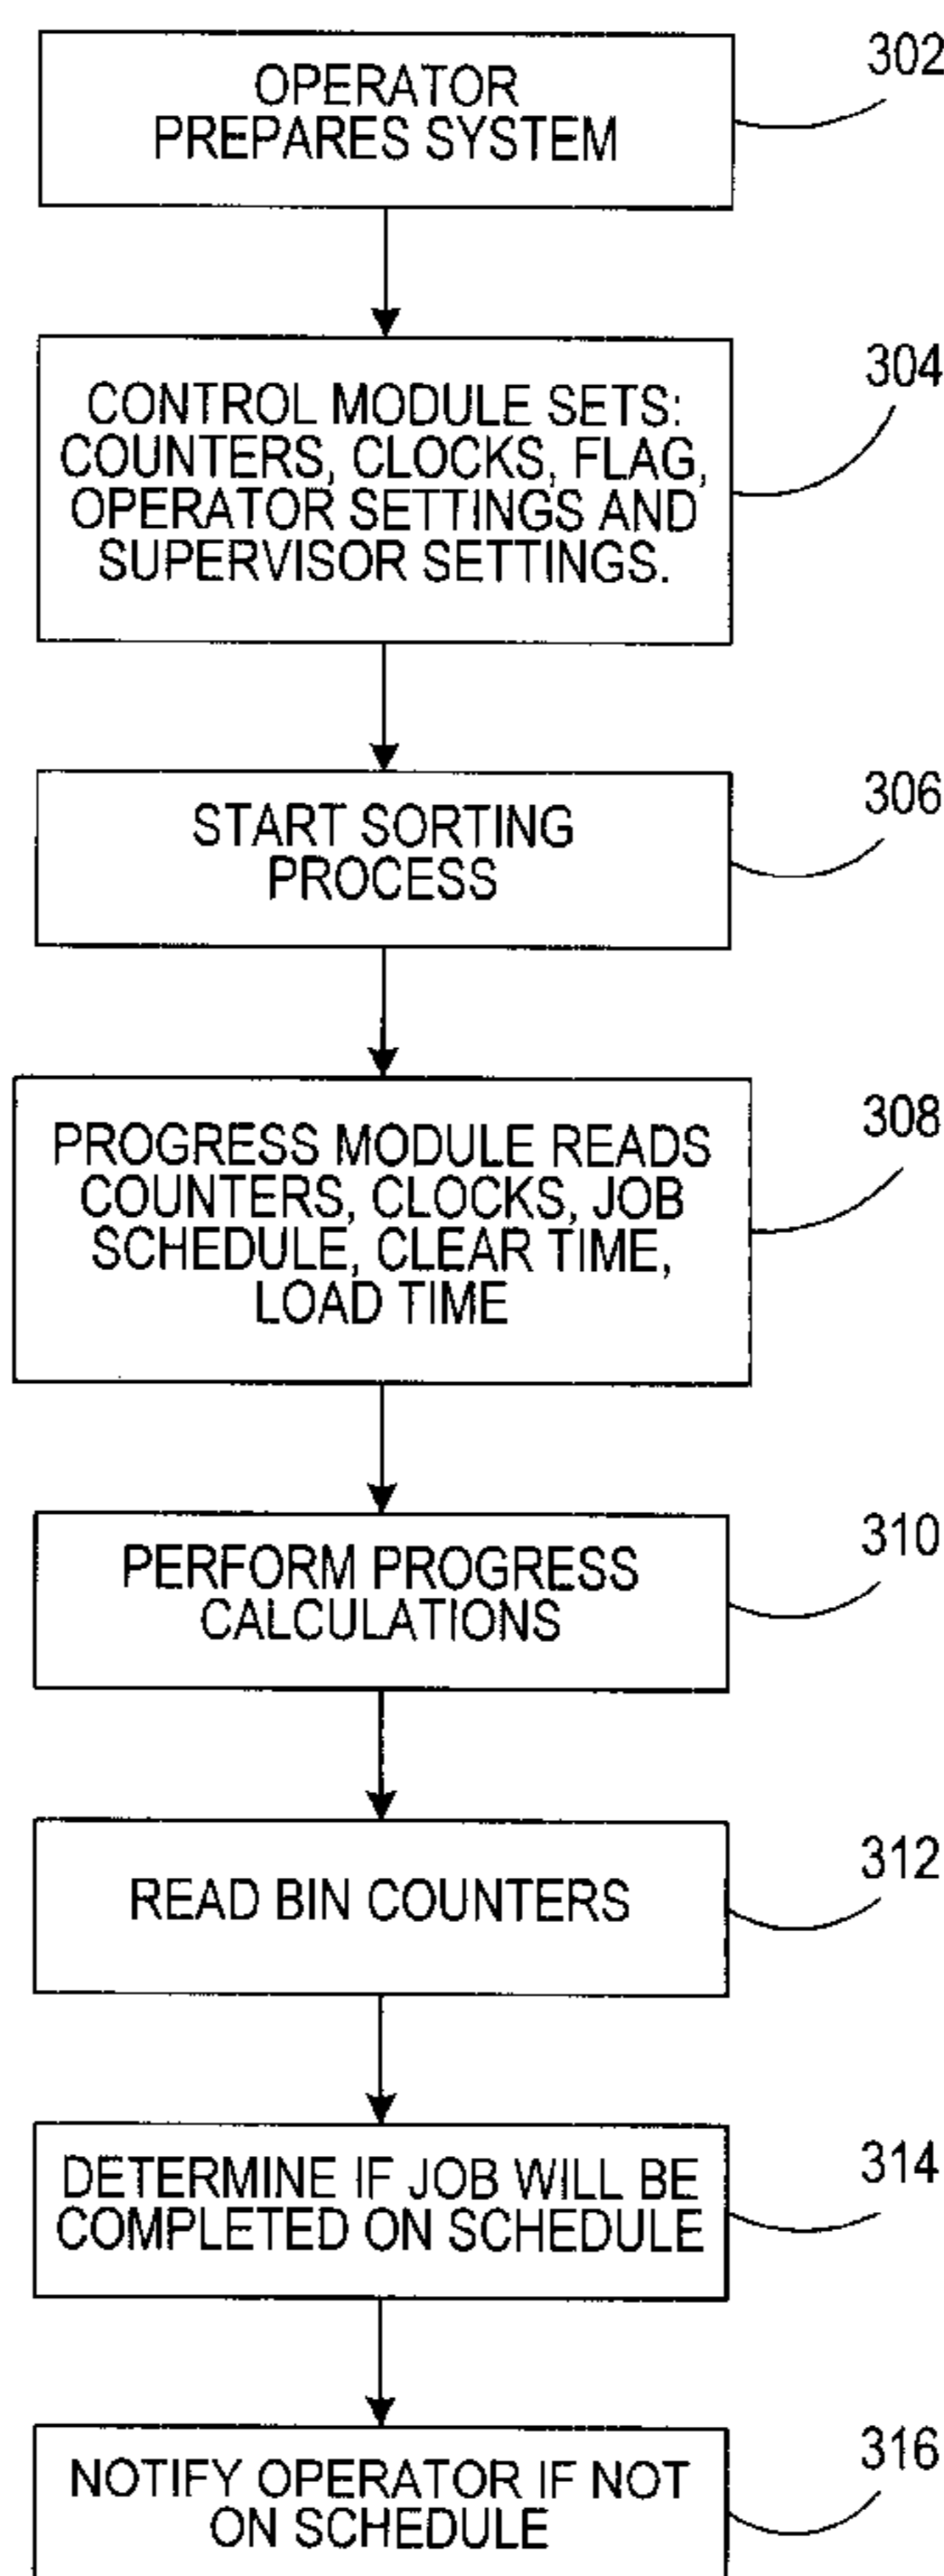 302
OPERATOR
PREPARES SYSTEM
304
CONTROL MODULE SETS:
COUNTERS, CLOCKS, FLAG,
OPERATOR SETTINGS AND
SUPERVISOR SETTINGS.
306
START SORTING
PROCESS
308
PROGRESS MODULE READS
COUNTERS, CLOCKS, JOB
SCHEDULE, CLEAR TIME,
LOAD TIME
310
PERFORM PROGRESS
CALCULATIONS
312
READ BIN COUNTERS
314
DETERMINE IF JOB WILL BE
COMPLETED ON SCHEDULE
316
NOTIFY OPERATOR IF NOT
ON SCHEDULE